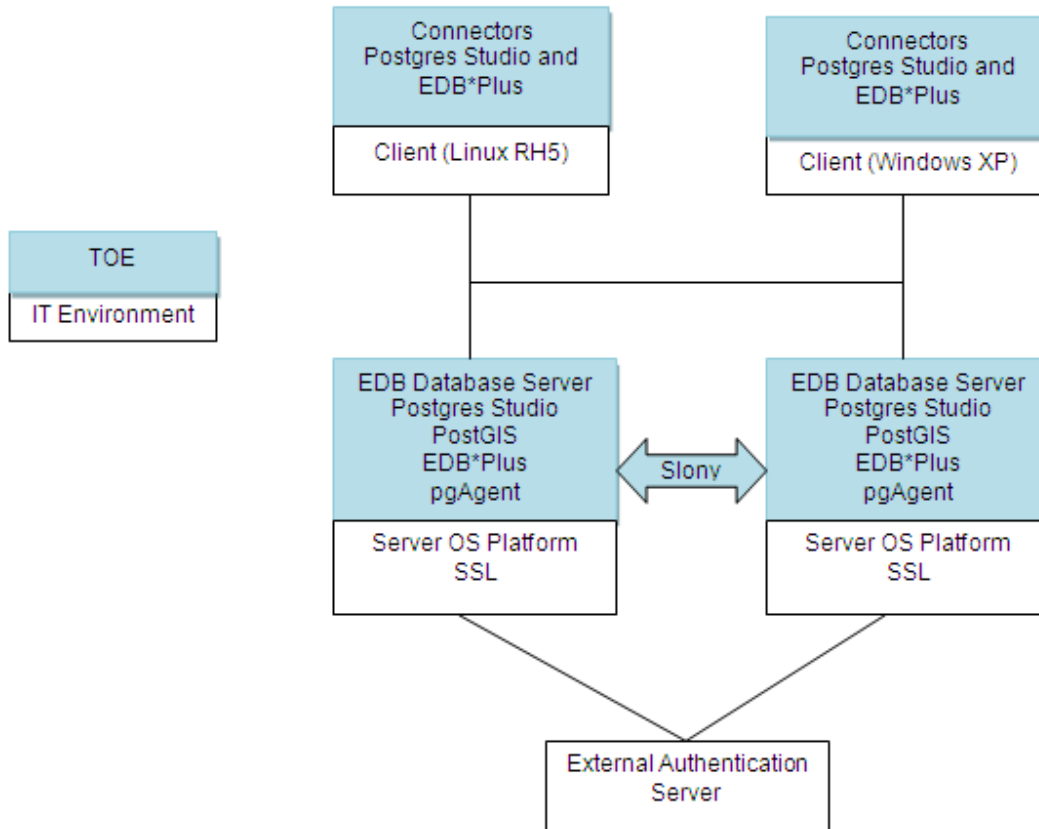 Connectors
Postgres Studio and
EDB*Plus
Client (Linux RH5)
Connectors
Postgres Studio and
EDB*Plus
Client (Windows XP)
TOE
IT Environment
EDB Database Server
Postgres Studio
PostGIS
EDB*Plus
pgAgent
Server OS Platform
SSL
Slony
EDB Database Server
Postgres Studio
PostGIS
EDB*Plus
pgAgent
Server OS Platform
SSL
External Authentication
Server